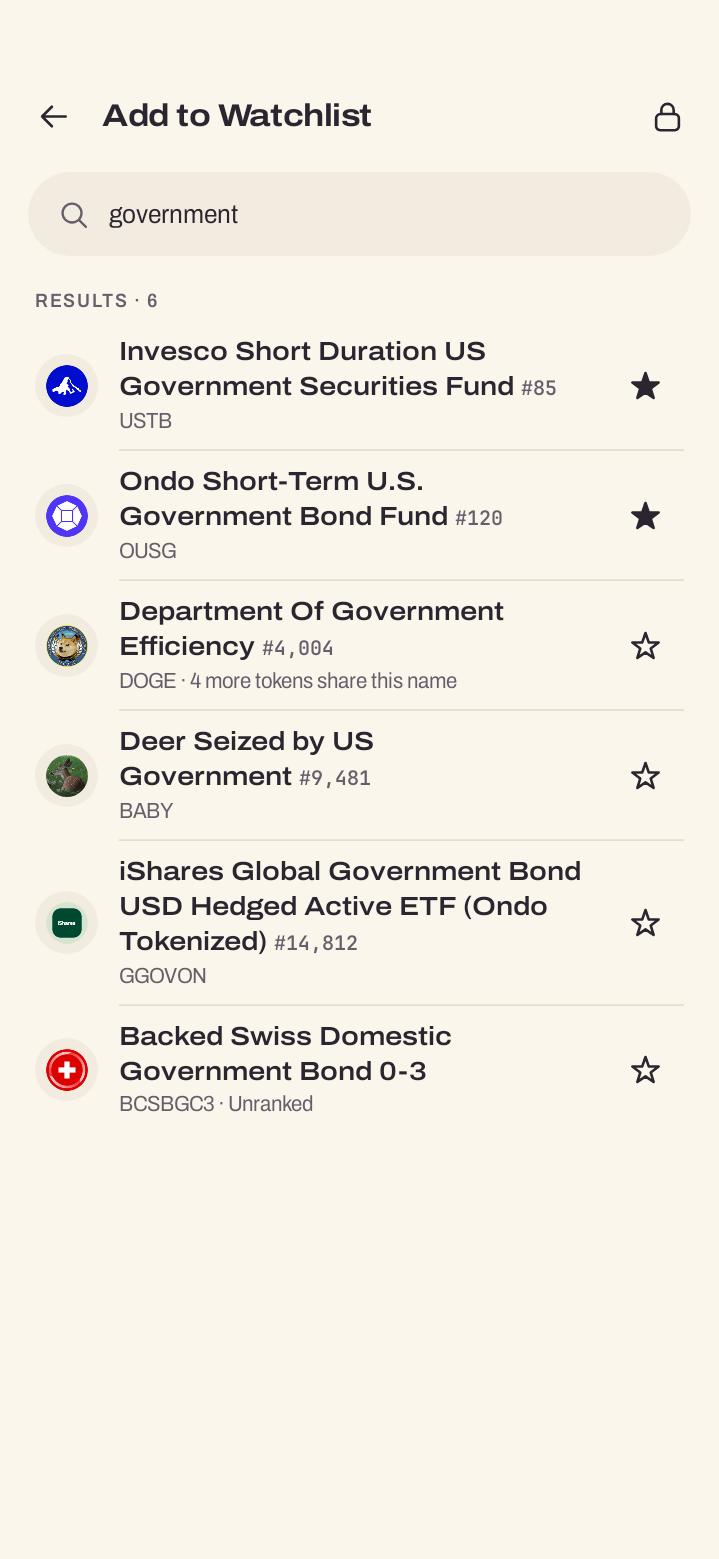 Add to Watchlist
government
RESULTS · 6
Invesco Short Duration US
Government Securities Fund #85
USTB
Ondo Short-Term U.S.
Government Bond Fund #120
OUSG
Department Of Government
Efficiency #4,004
DOGE · 4 more tokens share this name
Deer Seized by US
Government #9,481
BABY
iShares Global Government Bond
USD Hedged Active ETF (Ondo
Tokenized) #14,812
iShares
GGOVON
Backed Swiss Domestic
Government Bond 0-3
BCSBGC3 · Unranked